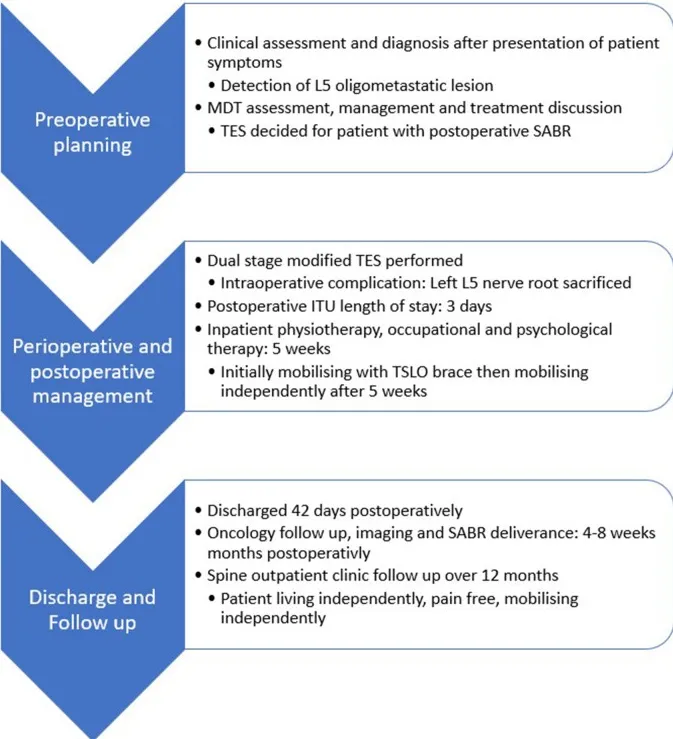 Preoperative
planning
• Clinical assessment and diagnosis after presentation of patient
symptoms
• Detection of L5 oligometastatic lesion
• MDT assessment, management and treatment discussion
• TES decided for patient with postoperative SABR
Perioperative and
postoperative
management
• Dual stage modified TES performed
• Intraoperative complication: Left L5 nerve root sacrificed
• Postoperative ITU length of stay: 3 days
• Inpatient physiotherapy, occupational and psychological
therapy: 5 weeks
• Initially mobilising with TSLO brace then mobilising
independently after 5 weeks
Discharge and
Follow up
• Discharged 42 days postoperatively
• Oncology follow up, imaging and SABR deliverance: 4-8 weeks
months postoperativly
• Spine outpatient clinic follow up over 12 months
• Patient living independently, pain free, mobilising
independently